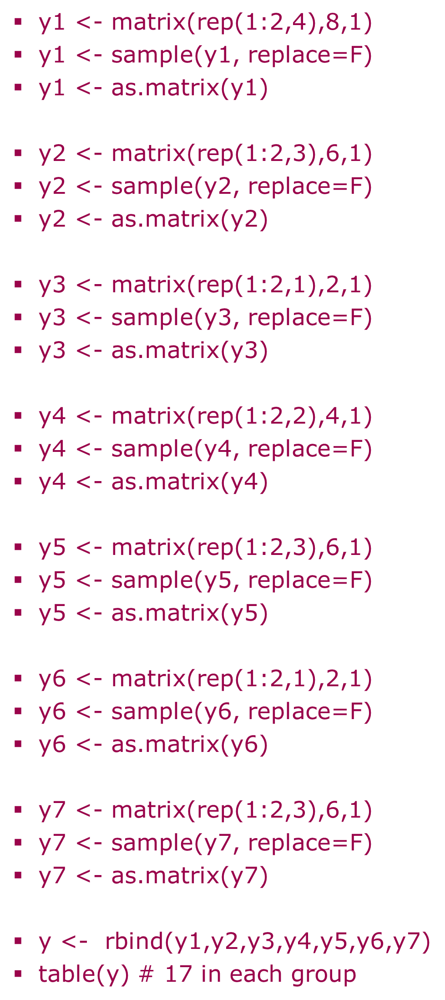 ▪ y1 <- matrix(rep(1:2,4),8,1)
▪ y1 <- sample(y1, replace=F)
▪ y1 <- as.matrix(y1)
▪ y2 <- matrix(rep(1:2,3),6,1)
▪ y2 <- sample(y2, replace=F)
▪ y2 <- as.matrix(y2)
▪ y3 <- matrix(rep(1:2,1),2,1)
▪ y3 <- sample(y3, replace=F)
▪ y3 <- as.matrix(y3)
▪ y4 <- matrix(rep(1:2,2),4,1)
▪ y4 <- sample(y4, replace=F)
▪ y4 <- as.matrix(y4)
▪ y5 <- matrix(rep(1:2,3),6,1)
▪ y5 <- sample(y5, replace=F)
▪ y5 <- as.matrix(y5)
▪ y6 <- matrix(rep(1:2,1),2,1)
▪ y6 <- sample(y6, replace=F)
▪ y6 <- as.matrix(y6)
▪ y7 <- matrix(rep(1:2,3),6,1)
▪ y7 <- sample(y7, replace=F)
▪ y7 <- as.matrix(y7)
▪ y <-  rbind(y1,y2,y3,y4,y5,y6,y7)
▪ table(y) # 17 in each group